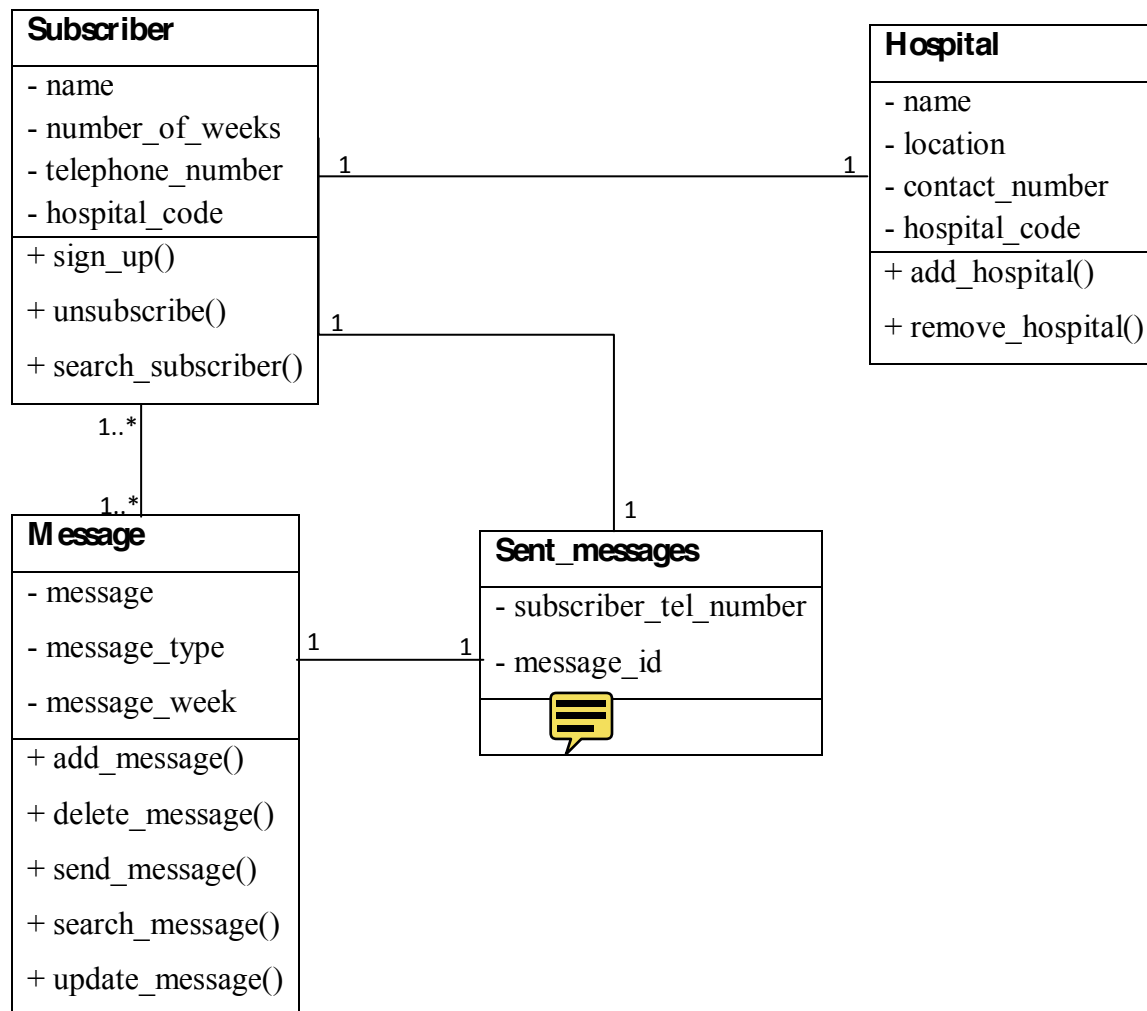 Subscriber
- name
- number_of_weeks
- telephone_number
- hospital_code
+ sign_up()
+ unsubscribe()
+ search_subscriber()
Hospital
- name
- location
- contact_number
- hospital_code
+ add_hospital()
+ remove_hospital()
1
1
1
1
1..*
1..*
Message
- message
- message_type
- message_week
+ add_message()
+ delete_message()
+ send_message()
+ search_message()
+ update_message()
1
1
Sent_messages
- subscriber_tel_number
- message_id